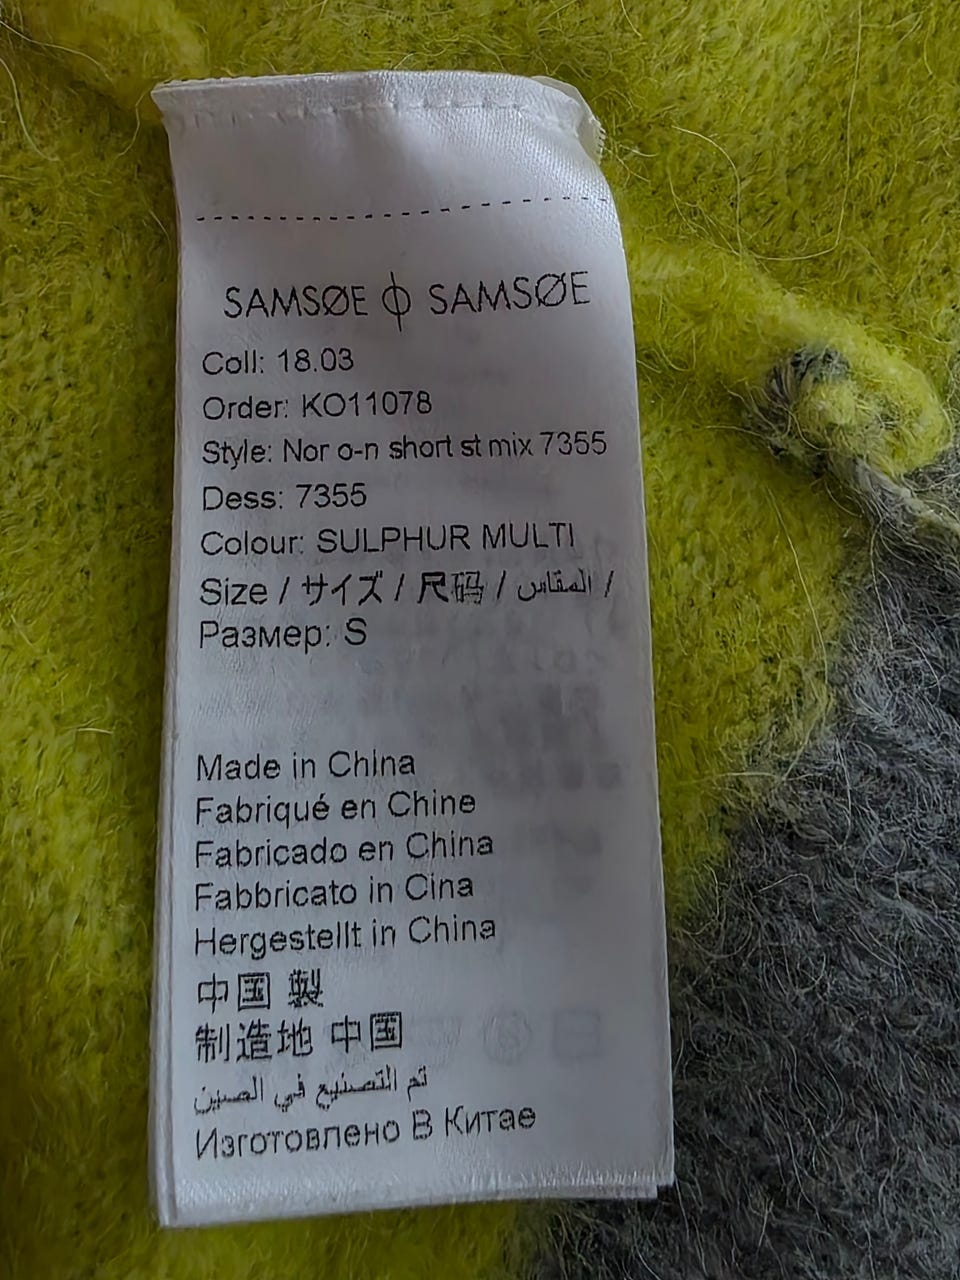 SAMSØE ϕ SAMSØE
Coll: 18.03
Order: KO11078
Style: Nor o-n short st mix 7355
Dess: 7355
Colour: SULPHUR MULTI
Size / サイズ / 尺码 / المقاس /
Размер: S
Made in China
Fabriqué en Chine
Fabricado en China
Fabbricato in Cina
Hergestellt in China
中国 製
制造地 中国
تم التصنيع في الصين
Изготовлено В Китае